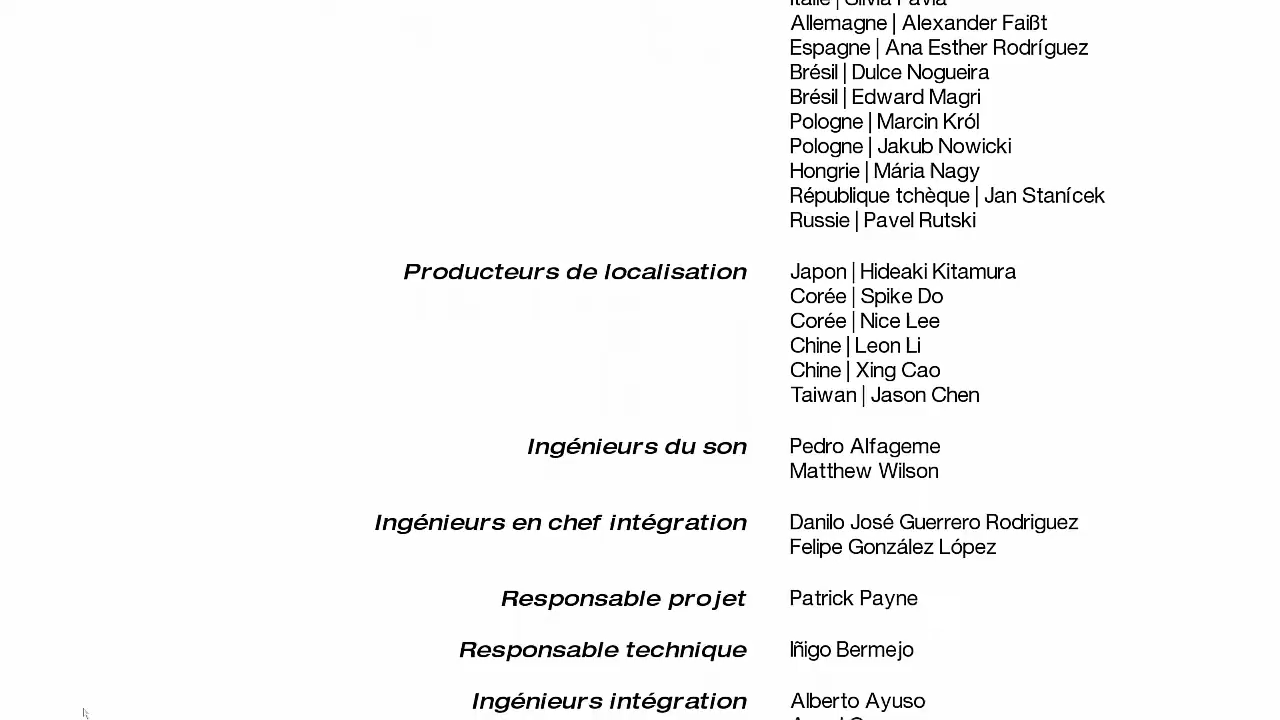 Italie | Silvia Pavia
Allemagne | Alexander Faißt
Espagne | Ana Esther Rodríguez
Brésil | Dulce Nogueira
Brésil | Edward Magri
Pologne | Marcin Król
Pologne | Jakub Nowicki
Hongrie | Mária Nagy
République tchèque | Jan Stanícek
Russie | Pavel Rutski
Producteurs de localisation Japon | Hideaki Kitamura
Corée | Spike Do
Corée | Nice Lee
Chine | Leon Li
Chine | Xing Cao
Taiwan | Jason Chen
Ingénieurs du son Pedro Alfageme
Matthew Wilson
Ingénieurs en chef intégration Danilo José Guerrero Rodriguez
Felipe González López
Responsable projet Patrick Payne
Responsable technique Iñigo Bermejo
Ingénieurs intégration Alberto Ayuso